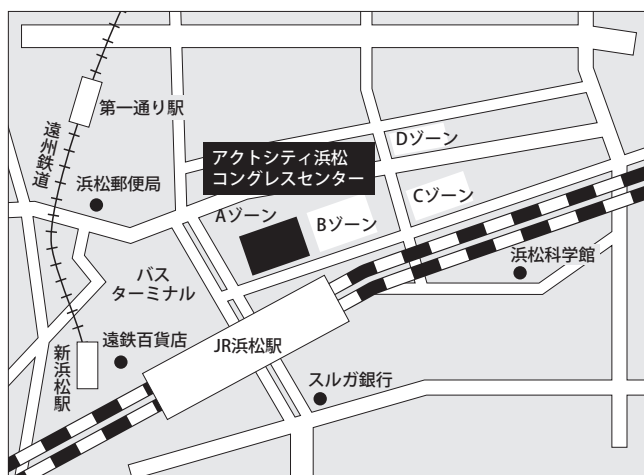 第一通り駅
遠州鉄道
浜松郵便局
アクトシティ浜松
コングレスセンター
Dゾーン
Cゾーン
Bゾーン
Aゾーン
浜松科学館
バス
ターミナル
遠鉄百貨店
新浜松駅
JR浜松駅
スルガ銀行